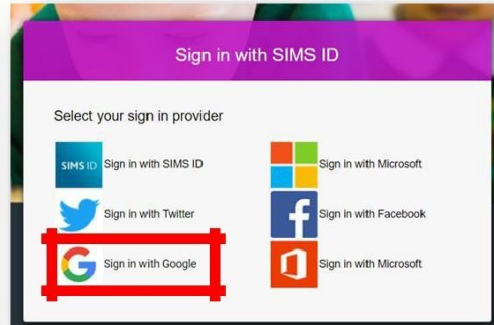 Sign in with SIMS ID
Select your sign in provider
SIMS ID Sign in with SIMS ID
Sign in with Microsoft
Sign in with Twitter
Sign in with Facebook
Sign in with Google
Sign in with Microsoft